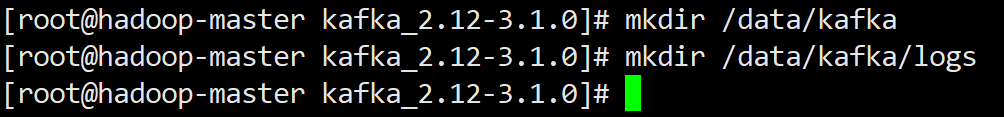 [root@hadoop-master kafka_2.12-3.1.0]# mkdir /data/kafka
[root@hadoop-master kafka_2.12-3.1.0]# mkdir /data/kafka/logs
[root@hadoop-master kafka_2.12-3.1.0]#